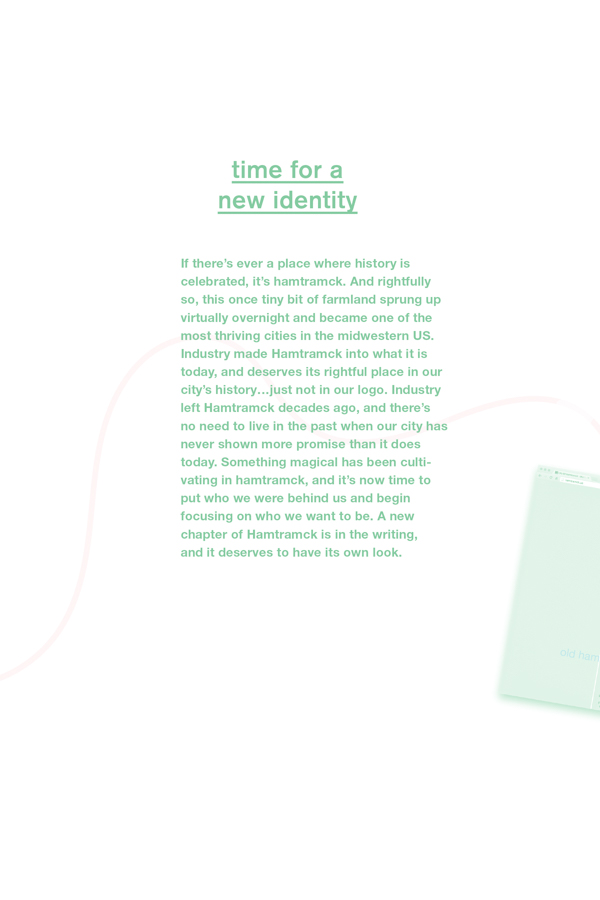 time for a
new identity
If there’s ever a place where history is
celebrated, it’s hamtramck. And rightfully
so, this once tiny bit of farmland sprung up
virtually overnight and became one of the
most thriving cities in the midwestern US.
Industry made Hamtramck into what it is
today, and deserves its rightful place in our
city’s history…just not in our logo. Industry
left Hamtramck decades ago, and there’s
no need to live in the past when our city has
never shown more promise than it does
today. Something magical has been culti-
vating in hamtramck, and it’s now time to
put who we were behind us and begin
focusing on who we want to be. A new
chapter of Hamtramck is in the writing,
and it deserves to have its own look.
old ham